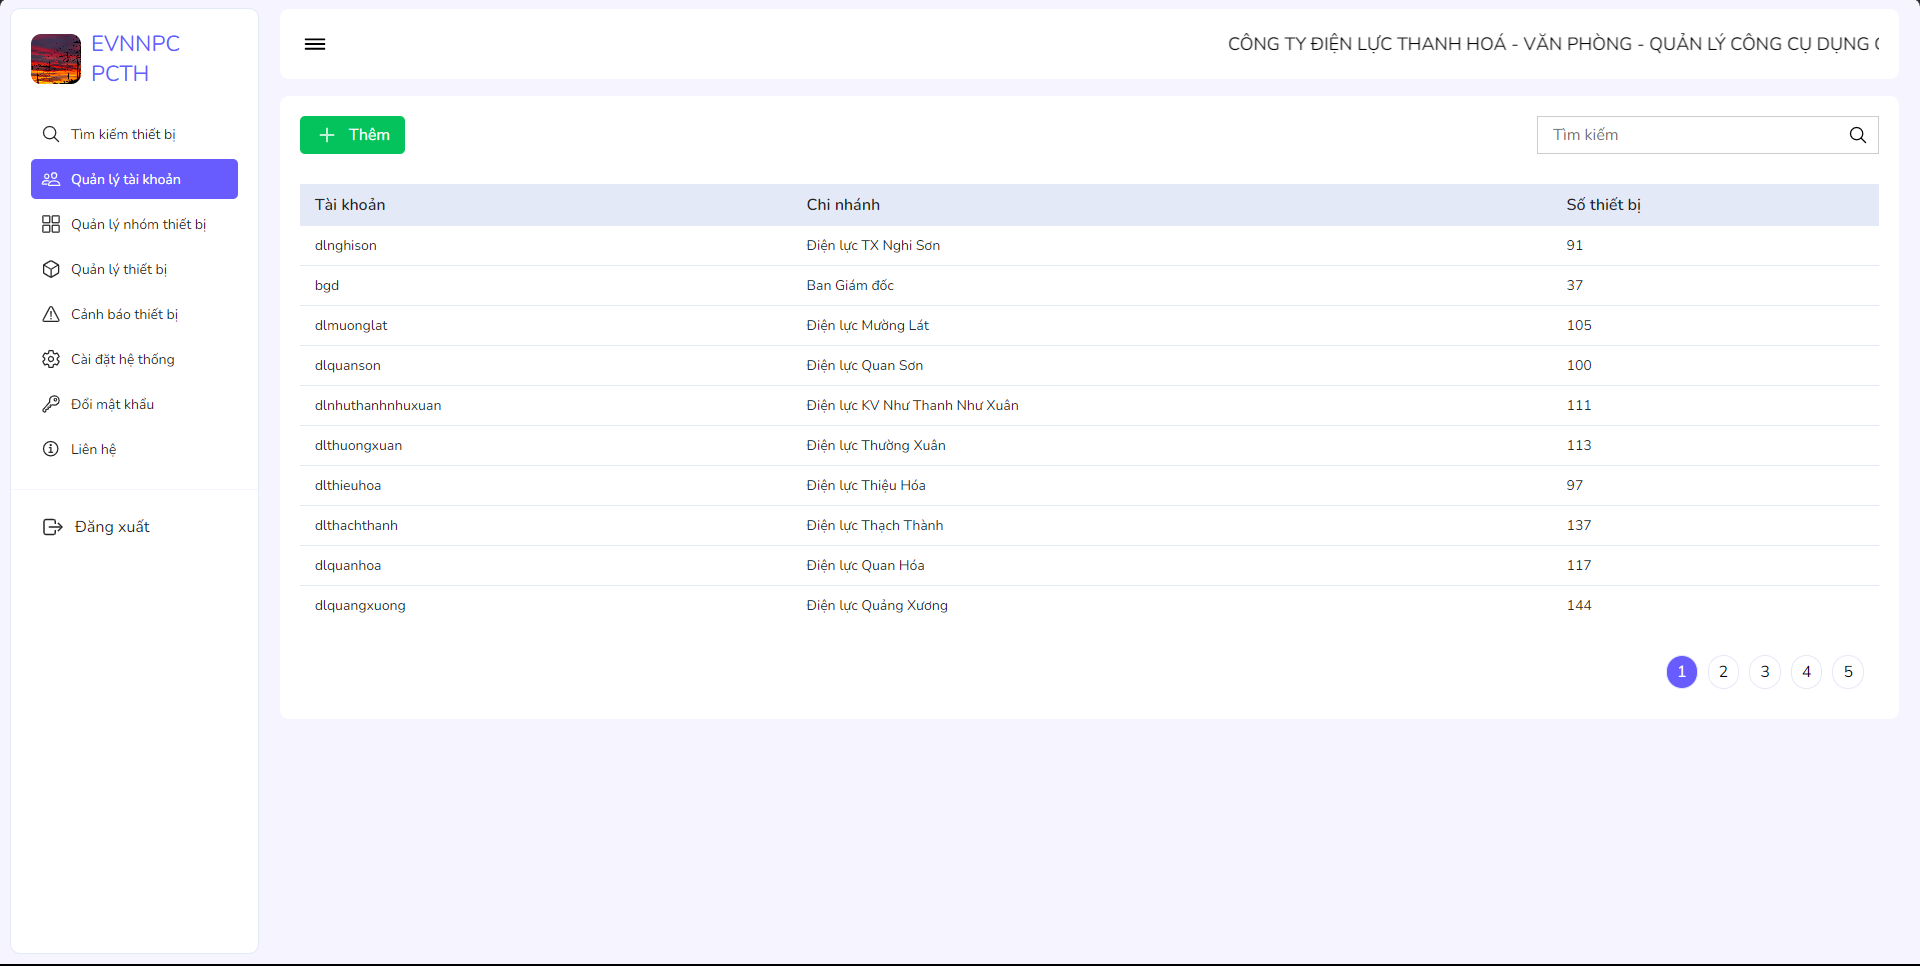 EVNNPC
PCTH
Tìm kiếm thiết bị
Quản lý tài khoản
Quản lý nhóm thiết bị
Quản lý thiết bị
Cảnh báo thiết bị
Cài đặt hệ thống
Đổi mật khẩu
Liên hệ
Đăng xuất
CÔNG TY ĐIỆN LỰC THANH HOÁ - VĂN PHÒNG - QUẢN LÝ CÔNG CỤ DỤNG
Thêm
Tìm kiếm
Tài khoản Chi nhánh Số thiết bị
dlnghison Điện lực TX Nghi Sơn 91
bgd Ban Giám đốc 37
dlmuonglat Điện lực Mường Lát 105
dlquanson Điện lực Quan Sơn 100
dlnhuthanhnhuxuan Điện lực KV Như Thanh Như Xuân 111
dlthuongxuan Điện lực Thường Xuân 113
dlthieuhoa Điện lực Thiệu Hóa 97
dlthachthanh Điện lực Thạch Thành 137
dlquanhoa Điện lực Quan Hóa 117
dlquangxuong Điện lực Quảng Xương 144
1 2 3 4 5